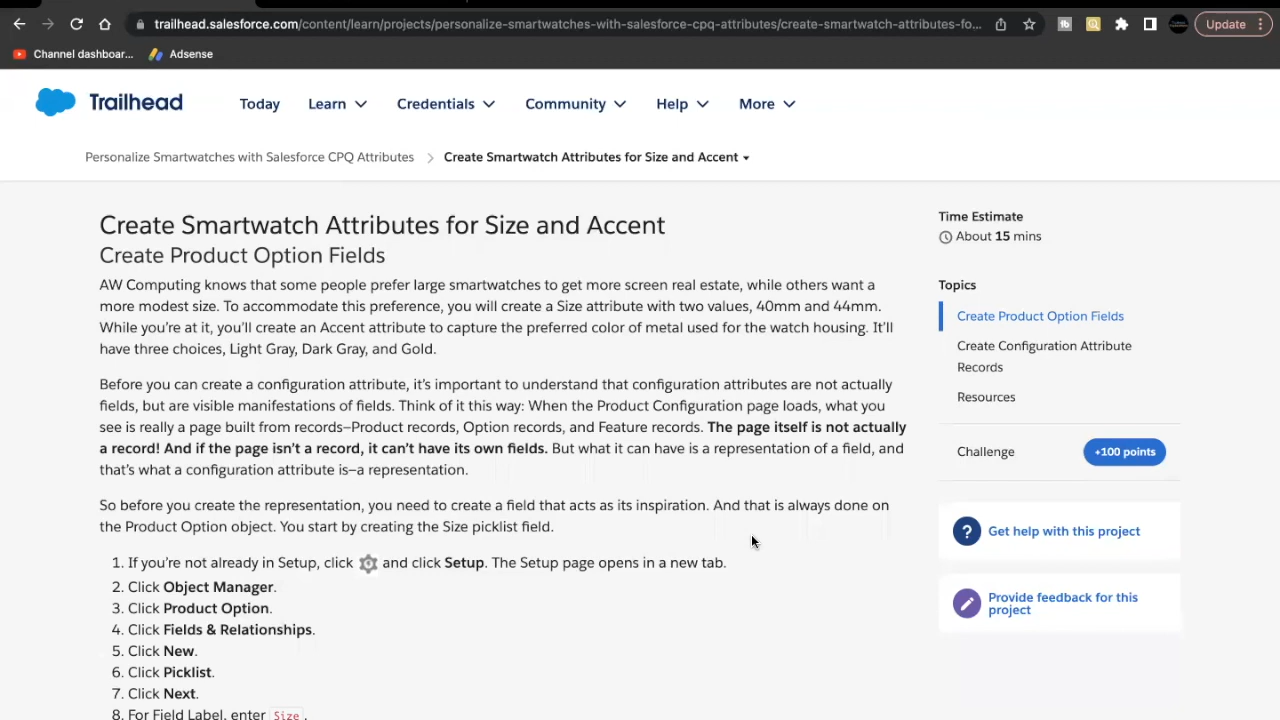 trailhead.salesforce.com/content/learn/projects/personalize-smartwatches-with-salesforce-cpq-attributes/create-smartwatch-attributes-fo...
Update
Channel dashboar...
Adsense
Trailhead
Today
Learn
Credentials
Community
Help
More
Personalize Smartwatches with Salesforce CPQ Attributes
Create Smartwatch Attributes for Size and Accent
Create Smartwatch Attributes for Size and Accent
Create Product Option Fields
AW Computing knows that some people prefer large smartwatches to get more screen real estate, while others want a
more modest size. To accommodate this preference, you will create a Size attribute with two values, 40mm and 44mm.
While you're at it, you'll create an Accent attribute to capture the preferred color of metal used for the watch housing. It'll
have three choices, Light Gray, Dark Gray, and Gold.
Before you can create a configuration attribute, it's important to understand that configuration attributes are not actually
fields, but are visible manifestations of fields. Think of it this way: When the Product Configuration page loads, what you
see is really a page built from records—Product records, Option records, and Feature records. The page itself is not actually
a record! And if the page isn't a record, it can't have its own fields. But what it can have is a representation of a field, and
that's what a configuration attribute is—a representation.
So before you create the representation, you need to create a field that acts as its inspiration. And that is always done on
the Product Option object. You start by creating the Size picklist field.
1. If you're not already in Setup, click and click Setup. The Setup page opens in a new tab.
2. Click Object Manager.
3. Click Product Option.
4. Click Fields & Relationships.
5. Click New.
6. Click Picklist.
7. Click Next.
8. For Field Label, enter Size.
Time Estimate
About 15 mins
Topics
Create Product Option Fields
Create Configuration Attribute
Records
Resources
Challenge
+100 points
Get help with this project
Provide feedback for this
project